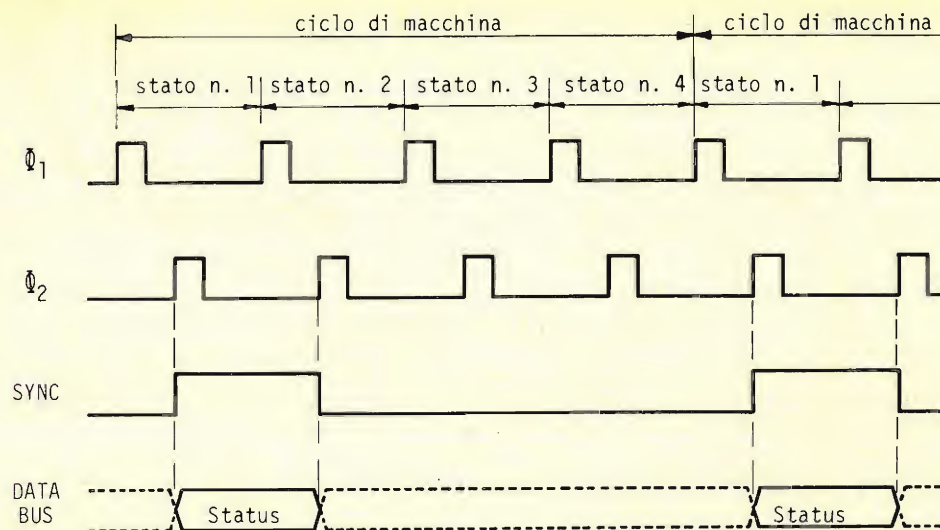 ciclo di macchina ciclo di macchina
stato n. 1 stato n. 2 stato n. 3 stato n. 4 stato n. 1
Φ1
Φ2
SYNC
DATA
BUS Status Status